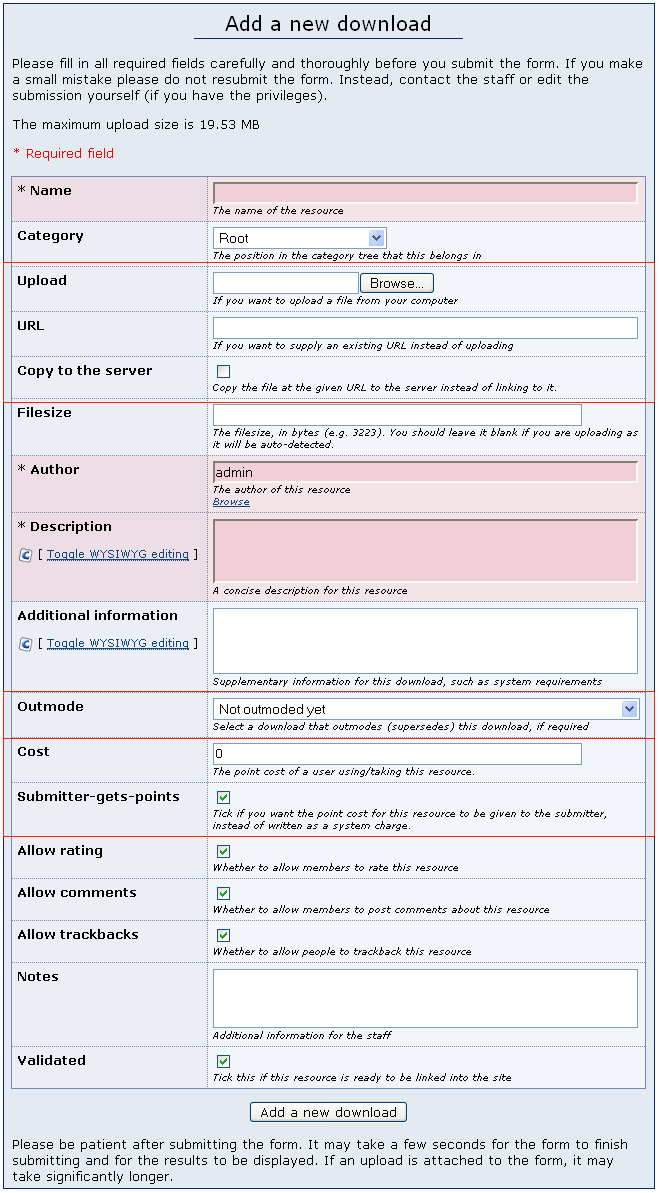 Add a new download
Please fill in all required fields carefully and thoroughly before you submit the form. If you make
a small mistake please do not resubmit the form. Instead, contact the staff or edit the
submission yourself (if you have the privileges).
The maximum upload size is 19.53 MB
* Required field
* Name
The name of the resource
Category
Root
The position in the category tree that this belongs in
Upload
Browse...
If you want to upload a file from your computer
URL
If you want to supply an existing URL instead of uploading
Copy to the server
Copy the file at the given URL to the server instead of linking to it.
Filesize
The filesize, in bytes (e.g. 3223). You should leave it blank if you are uploading as
it will be auto-detected.
* Author
admin
The author of this resource
Browse
* Description
[ Toggle WYSIWYG editing ]
A concise description for this resource
Additional information
[ Toggle WYSIWYG editing ]
Supplementary information for this download, such as system requirements
Outmode
Not outmoded yet
Select a download that outmodes (supersedes) this download, if required
Cost
0
The point cost of a user using/taking this resource.
Submitter-gets-points
Tick if you want the point cost for this resource to be given to the submitter,
instead of written as a system charge.
Allow rating
Whether to allow members to rate this resource
Allow comments
Whether to allow members to post comments about this resource
Allow trackbacks
Whether to allow people to trackback this resource
Notes
Additional information for the staff
Validated
Tick this if this resource is ready to be linked into the site
Add a new download
Please be patient after submitting the form. It may take a few seconds for the form to finish
submitting and for the results to be displayed. If an upload is attached to the form, it may
take significantly longer.